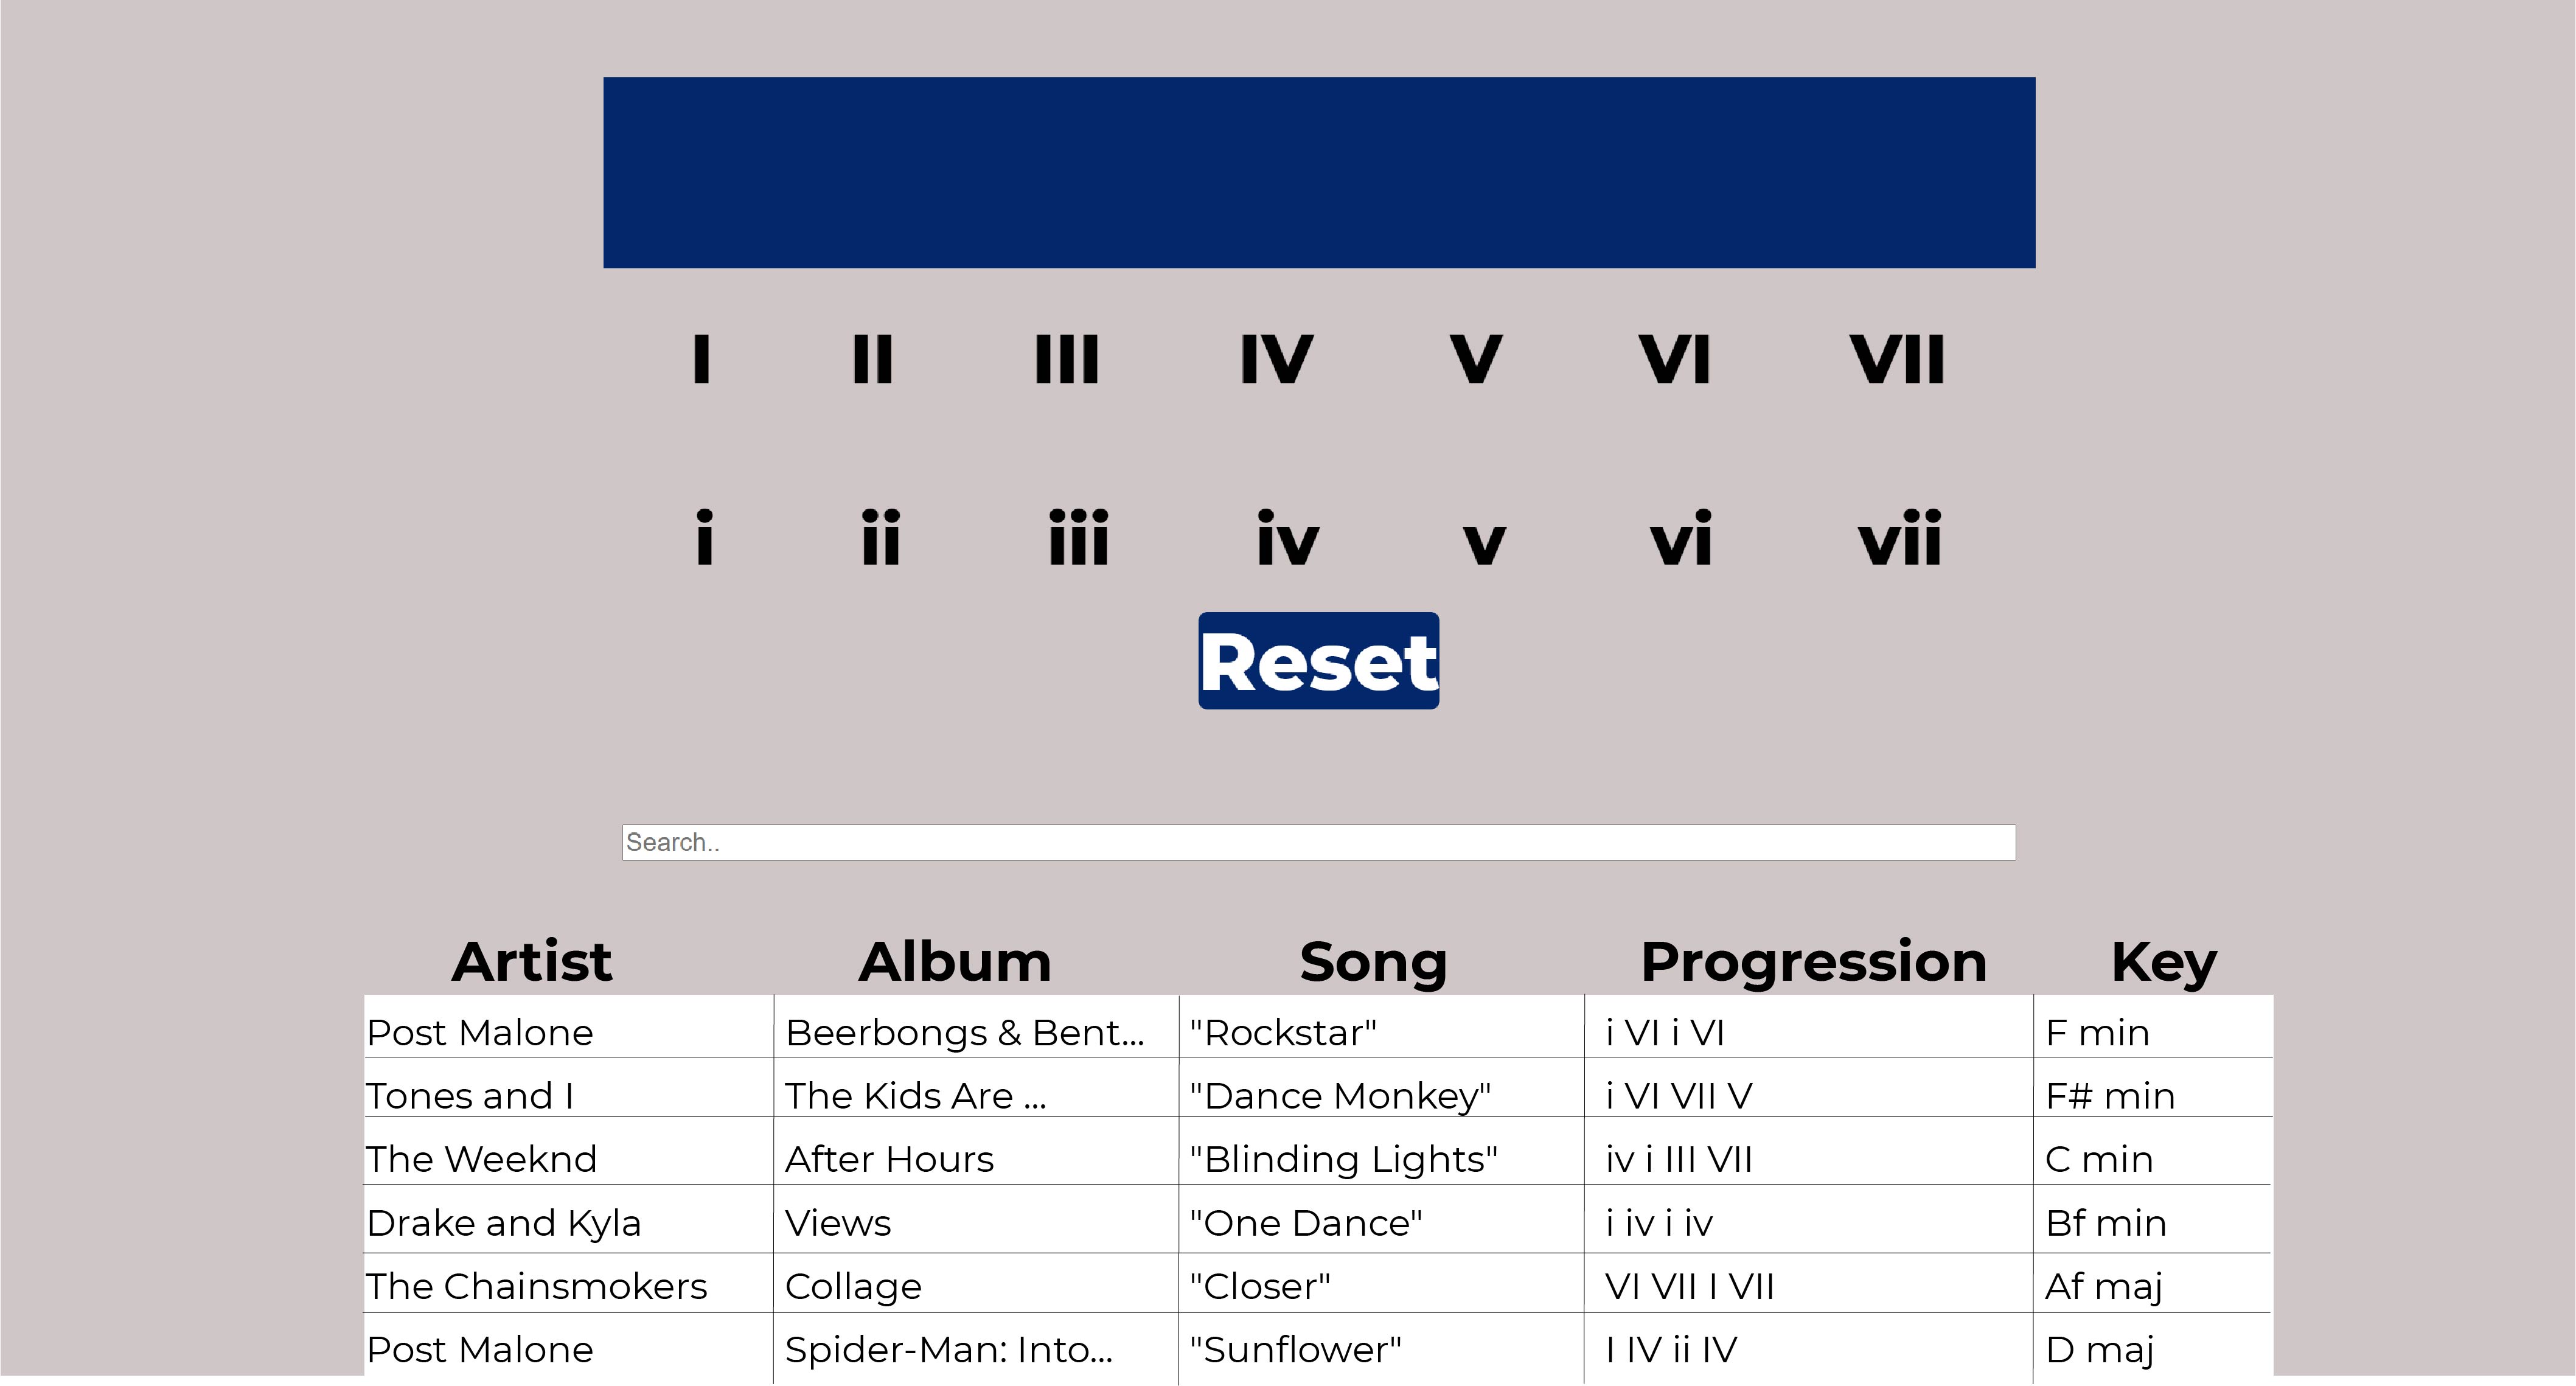 I II III IV V VI VII
i ii iii iv v vi vii
Reset
Search..
Artist Album Song Progression Key
Post Malone Beerbongs & Bent... "Rockstar" i VI i VI F min
Tones and I The Kids Are ... "Dance Monkey" i VI VII V F# min
The Weeknd After Hours "Blinding Lights" iv i III VII C min
Drake and Kyla Views "One Dance" i iv i iv Bf min
The Chainsmokers Collage "Closer" VI VII I VII Af maj
Post Malone Spider-Man: Into... "Sunflower" I IV ii IV D maj